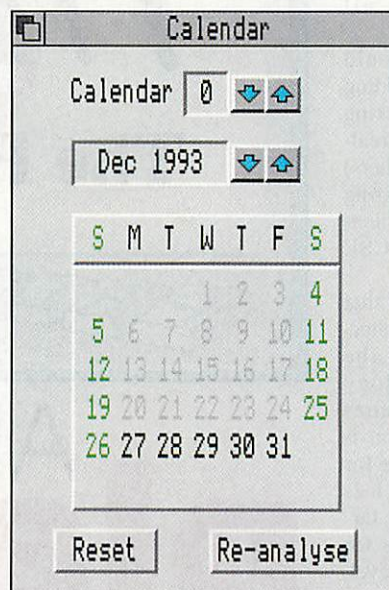 Calendar
Calendar 0
Dec 1993
S M T W T F S
1 2 3 4
5 6 7 8 9 10 11
12 13 14 15 16 17 18
19 20 21 22 23 24 25
26 27 28 29 30 31
Reset Re-analyse